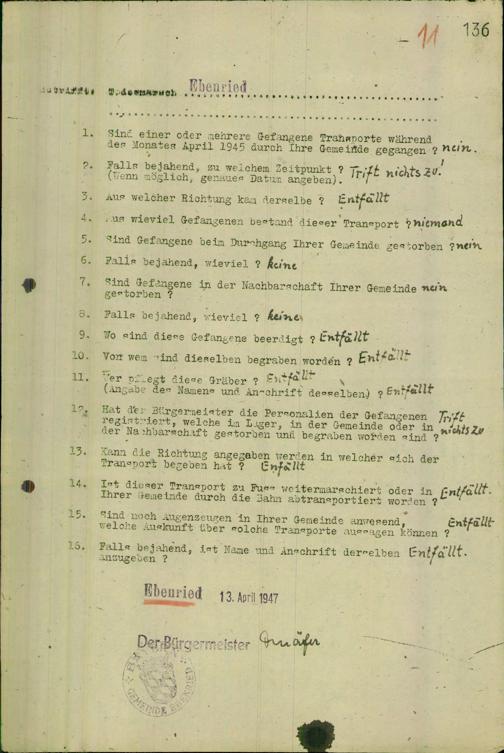 11 136
Betrifft: Todesmarsch Ebenried
1. Sind einer oder mehrere Gefangene Transporte während
des Monates April 1945 durch Ihre Gemeinde gegangen ? nein.
2. Falls bejahend, zu welchem Zeitpunkt ? Trift nichts zu!
(Wenn möglich, genaues Datum angeben).
3. Aus welcher Richtung kam derselbe ? Entfällt
4. Aus wieviel Gefangenen bestand dieser Transport ? niemand
5. Sind Gefangene beim Durchgang Ihrer Gemeinde gestorben ? nein
6. Falls bejahend, wieviel ? keine
7. Sind Gefangene in der Nachbarschaft Ihrer Gemeinde nein
gestorben ?
8. Falls bejahend, wieviel ? keine
9. Wo sind diese Gefangene beerdigt ? Entfällt
10. Von wem sind dieselben begraben worden ? Entfällt
11. Wer pflegt diese Gräber ? Entfällt
(Angabe des Namens und Anschrift desselben) ? Entfällt
12. Hat der Bürgermeister die Personalien der Gefangenen Trift
registriert, welche im Lager, in der Gemeinde oder in nichts zu
der Nachbarschaft gestorben und begraben worden sind ?
13. Kann die Richtung angegaben werden in welcher sich der
Transport begeben hat ? Enfällt
14. Ist dieser Transport zu Fuss weitermarschiert oder in Entfällt.
Ihrer Gemeinde durch die Bahn abtransportiert worden ?
15. Sind noch Augenzeugen in Ihrer Gemeinde anwesend, Entfällt
welche Auskunft über solche Transporte aussagen können ?
16. Falls bejahend, ist Name und Anschrift derselben Entfällt.
anzugeben ?
Ebenried 13. April 1947
Der Bürgermeister
GEMEINDE EBENRIED